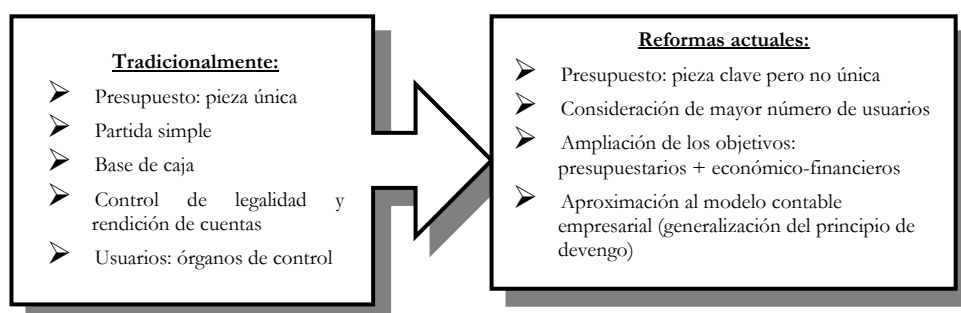 Tradicionalmente:
➢ Presupuesto: pieza única
➢ Partida simple
➢ Base de caja
➢ Control de legalidad y
rendición de cuentas
➢ Usuarios: órganos de control
Reformas actuales:
➢ Presupuesto: pieza clave pero no única
➢ Consideración de mayor número de usuarios
➢ Ampliación de los objetivos:
presupuestarios + económico-financieros
➢ Aproximación al modelo contable
empresarial (generalización del principio de
devengo)